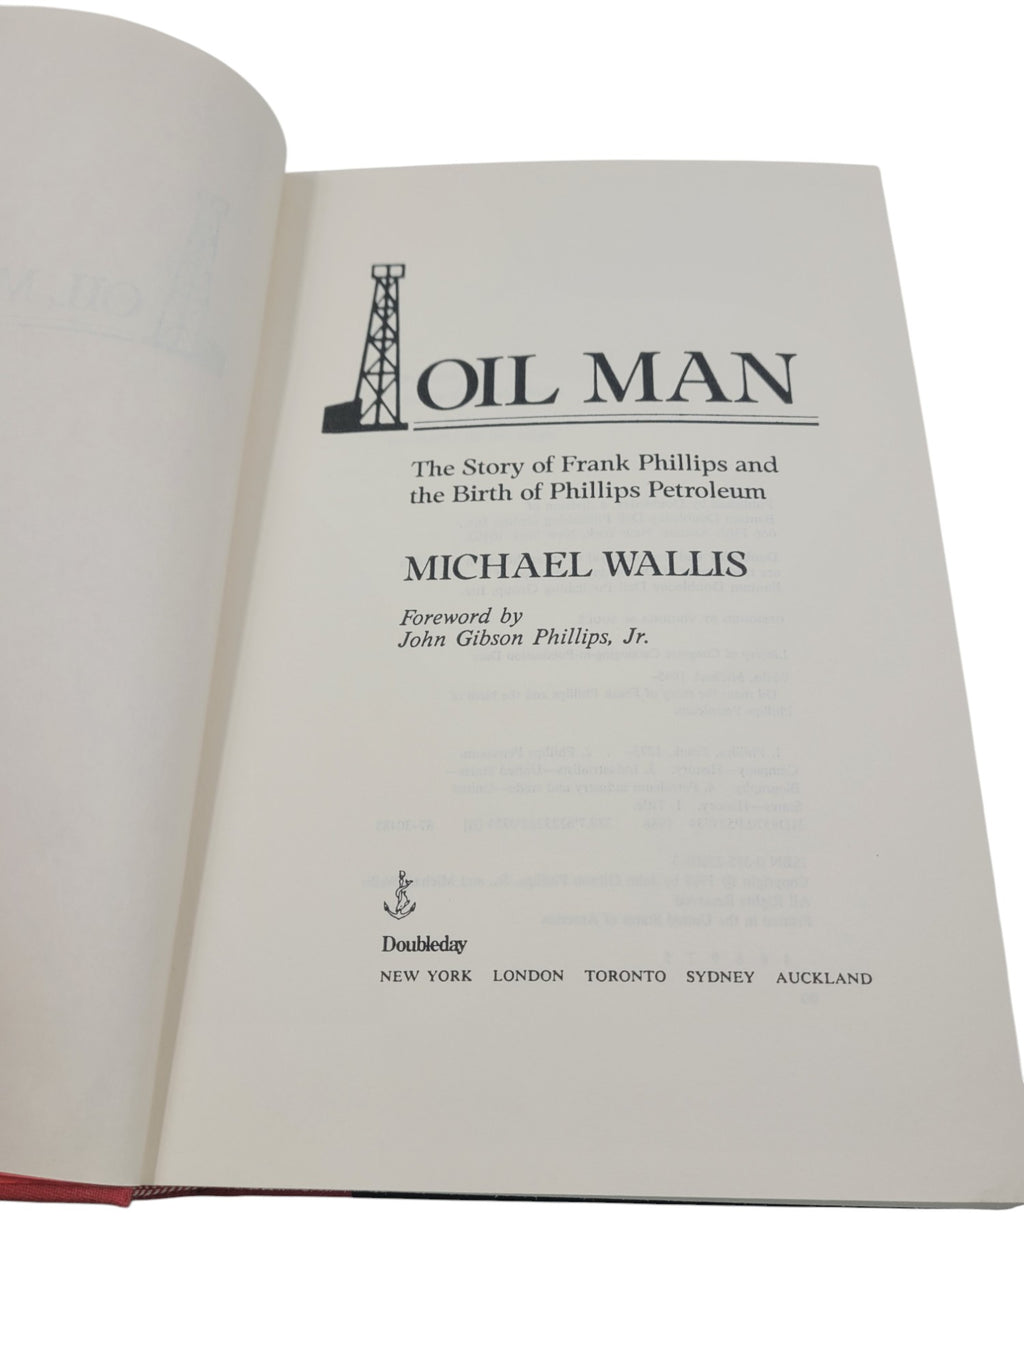 OIL MAN
The Story of Frank Phillips and
the Birth of Phillips Petroleum
MICHAEL WALLIS
Foreword by
John Gibson Phillips, Jr.
Doubleday
NEW YORK LONDON TORONTO SYDNEY AUCKLAND